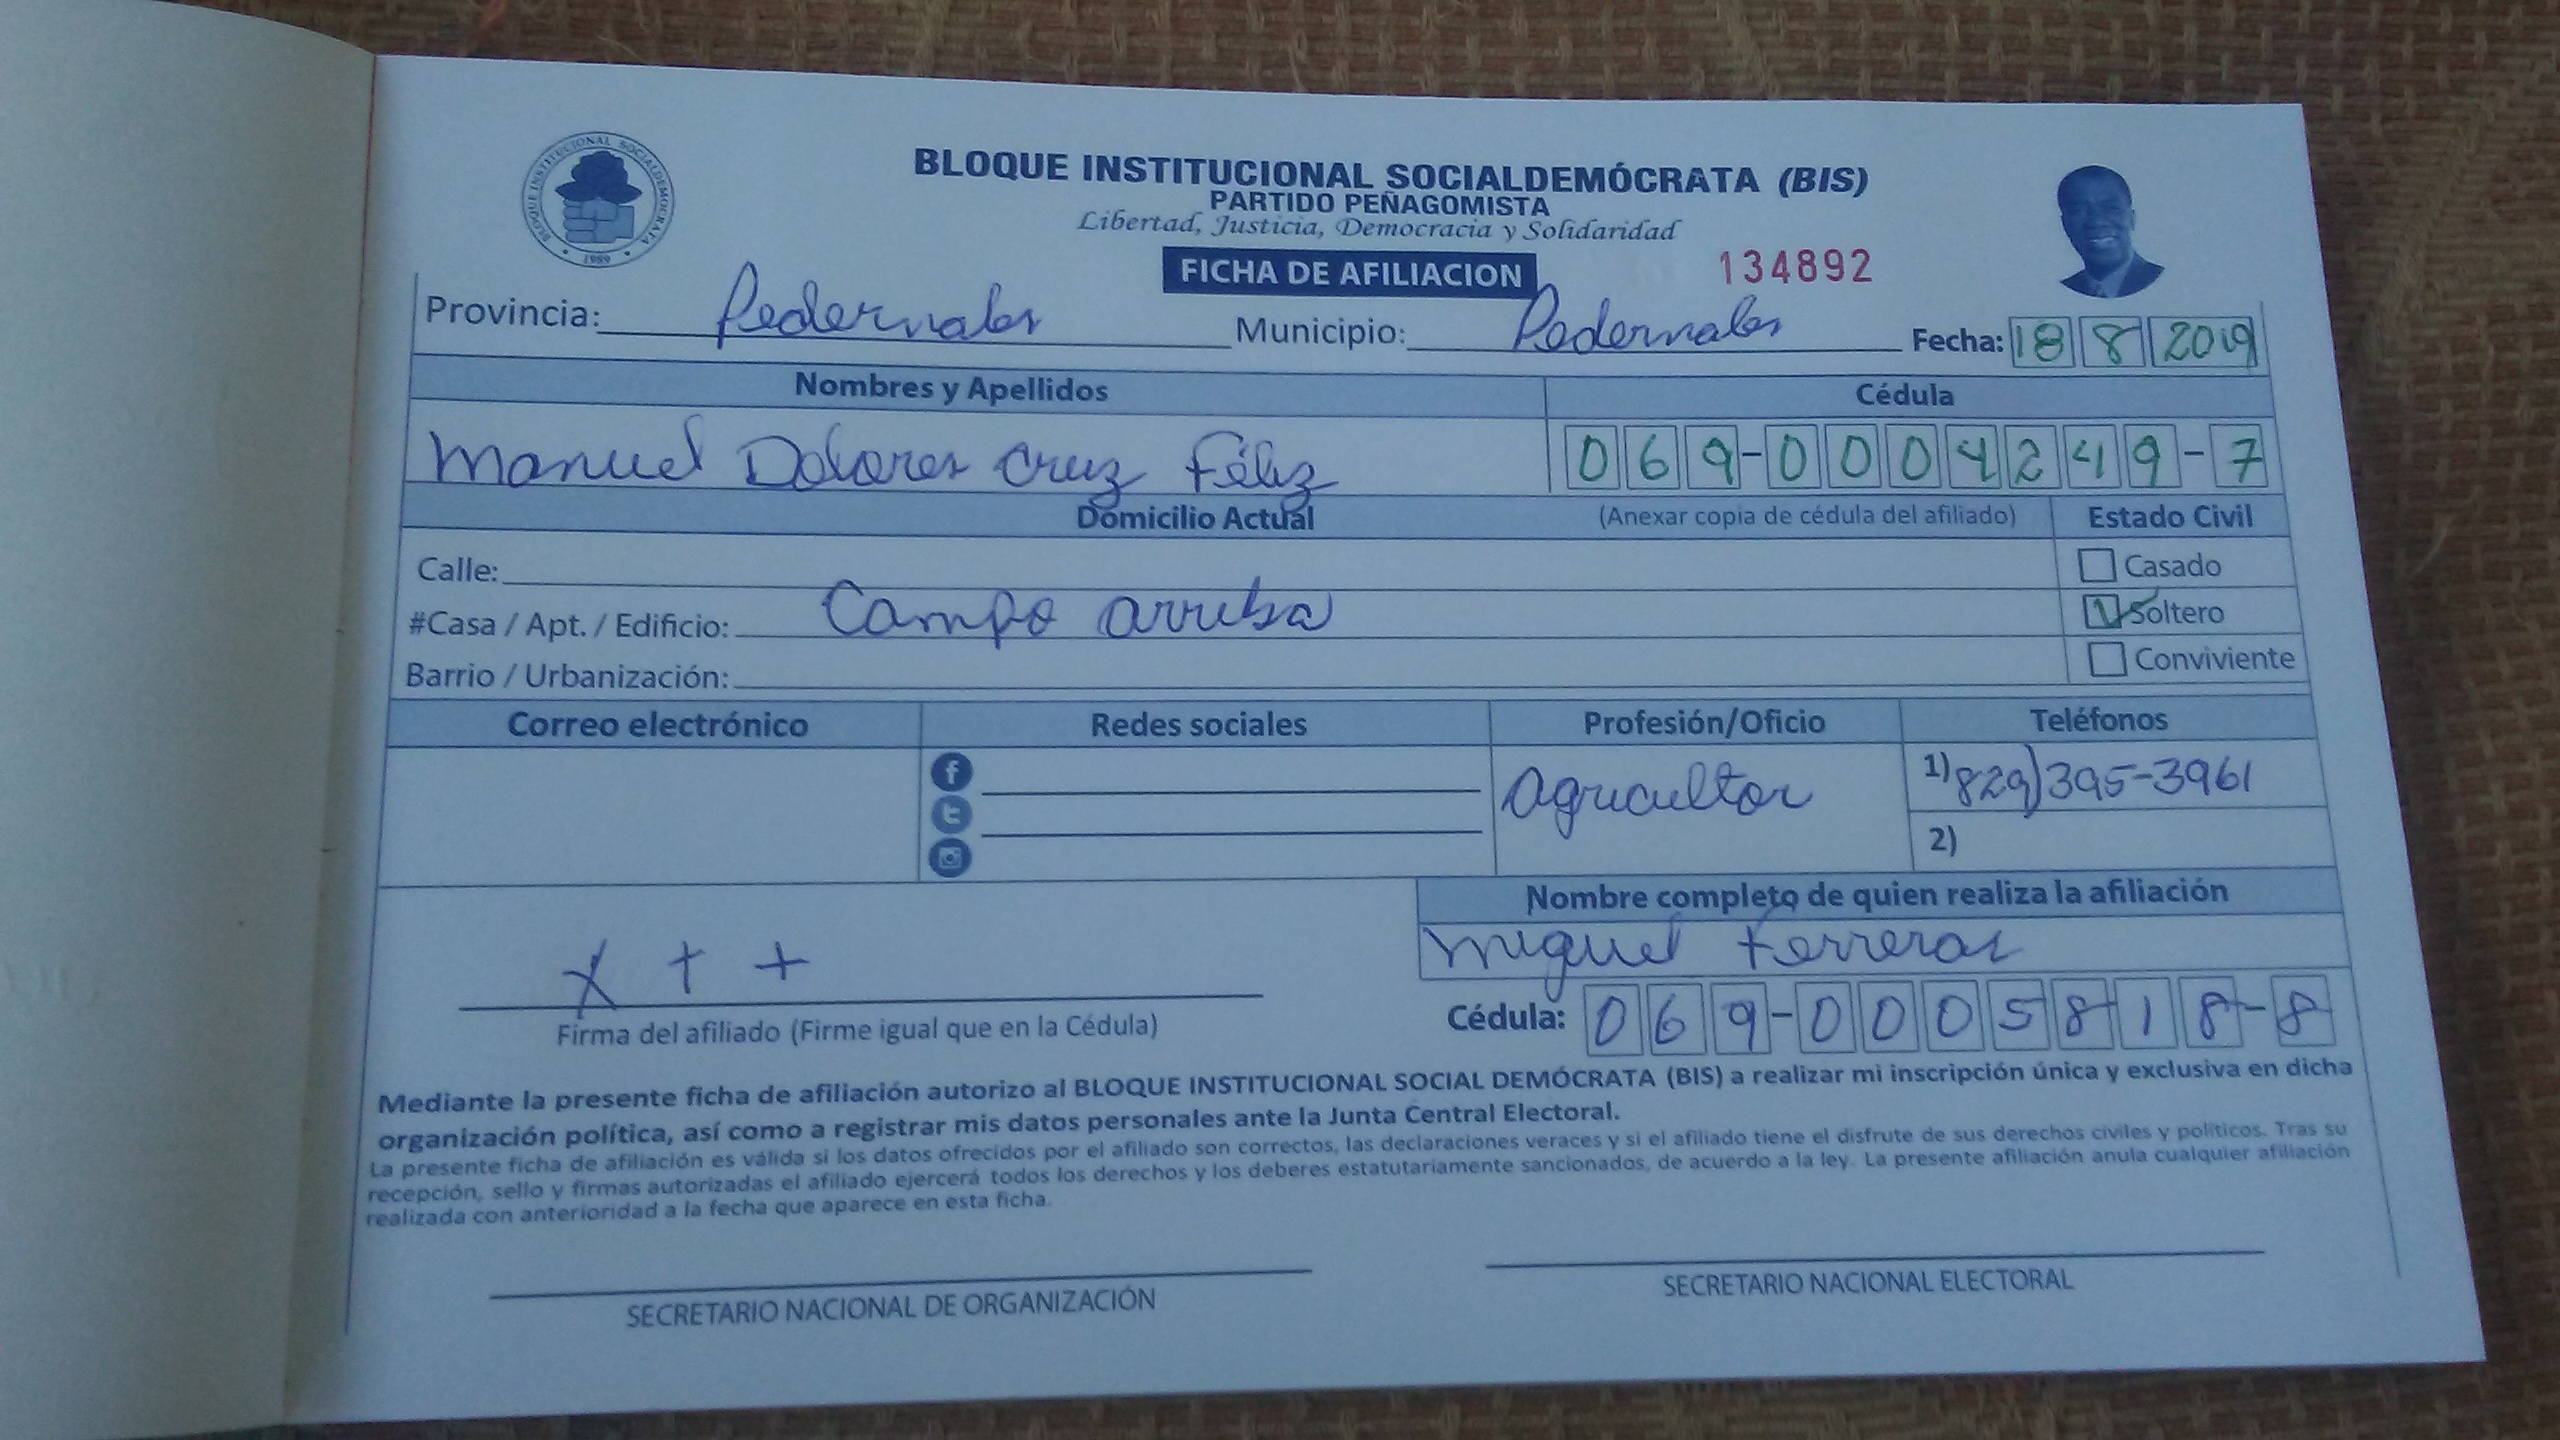 BLOQUE INSTITUCIONAL SOCIALDEMOCRATA
1989
BLOQUE INSTITUCIONAL SOCIALDEMÓCRATA (BIS)
PARTIDO PEÑAGOMISTA
Libertad, Justicia, Democracia y Solidaridad
FICHA DE AFILIACION 134892
Provincia: Pedernales Municipio: Pedernales Fecha: 18 8 2019
Nombres y Apellidos Cédula
Manuel Dolores Cruz Féliz 069-0004249-7
Domicilio Actual (Anexar copia de cédula del afiliado) Estado Civil
Calle: Casado
#Casa / Apt. / Edificio: Campo arriba Soltero
Barrio / Urbanización: Conviviente
Correo electrónico Redes sociales Profesión/Oficio Teléfonos
agricultor 1) 829) 395-3961
2)
Nombre completo de quien realiza la afiliación
Miguel Ferreras
X + +
Firma del afiliado (Firme igual que en la Cédula) Cédula: 069-0005818-8
Mediante la presente ficha de afiliación autorizo al BLOQUE INSTITUCIONAL SOCIAL DEMÓCRATA (BIS) a realizar mi inscripción única y exclusiva en dicha
organización política, así como a registrar mis datos personales ante la Junta Central Electoral.
La presente ficha de afiliación es válida si los datos ofrecidos por el afiliado son correctos, las declaraciones veraces y si el afiliado tiene el disfrute de sus derechos civiles y políticos. Tras su
recepción, sello y firmas autorizadas el afiliado ejercerá todos los derechos y los deberes estatutariamente sancionados, de acuerdo a la ley. La presente afiliación anula cualquier afiliación
realizada con anterioridad a la fecha que aparece en esta ficha.
SECRETARIO NACIONAL DE ORGANIZACIÓN SECRETARIO NACIONAL ELECTORAL